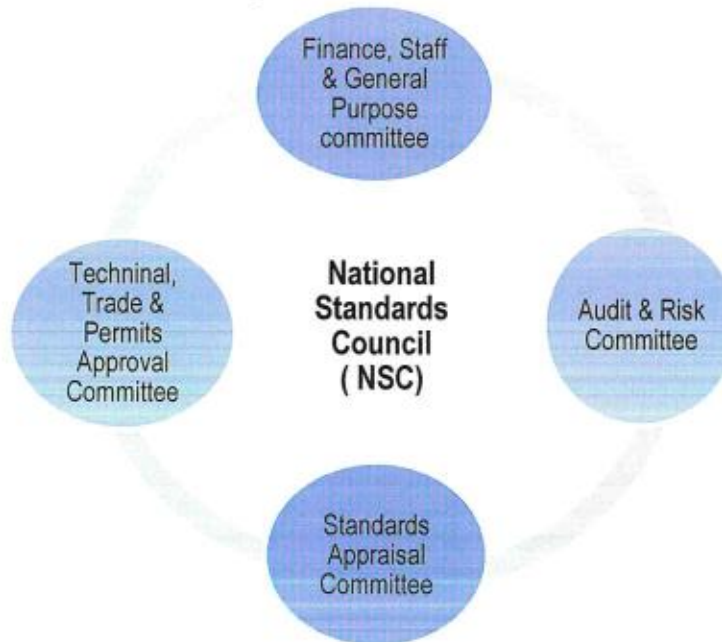 Finance, Staff
& General
Purpose
committee
Techninal,
Trade &
Permits
Approval
Committee
National
Standards
Council
( NSC)
Audit & Risk
Committee
Standards
Appraisal
Committee